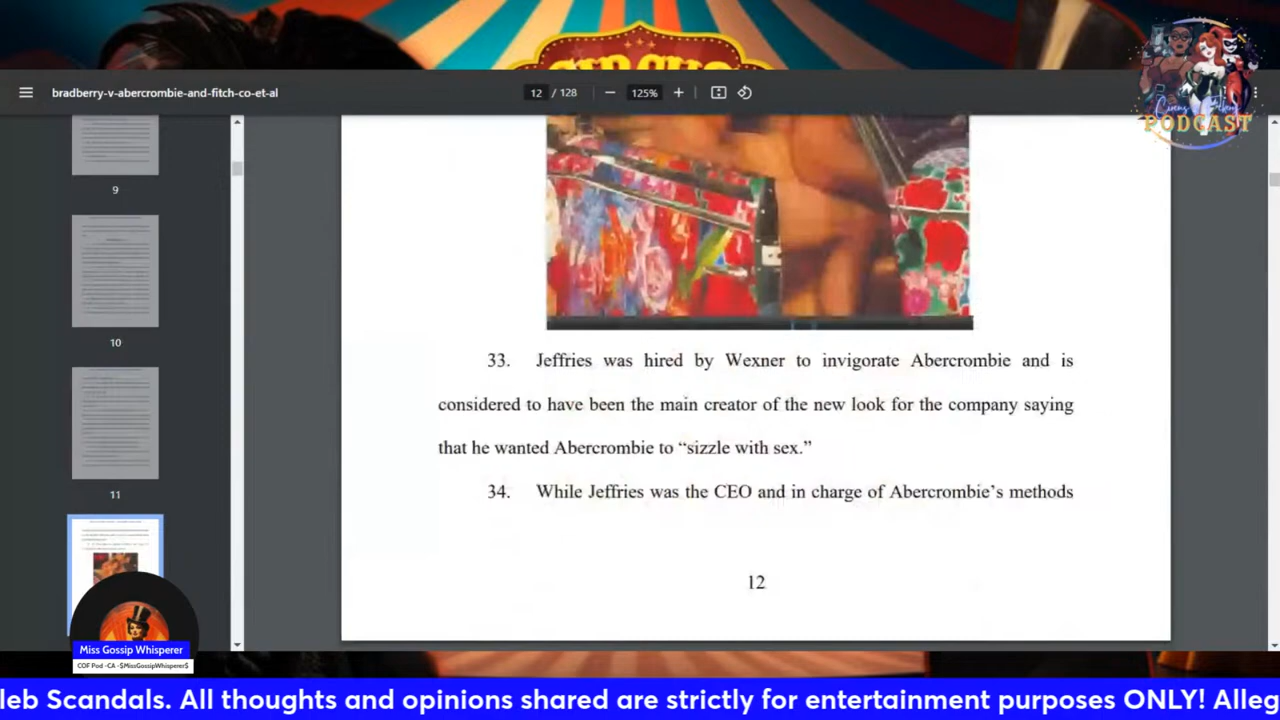 bradberry-v-abercrombie-and-fitch-co-et-al
12 / 128
125%
PODCAST
9
10
11
33. Jeffries was hired by Wexner to invigorate Abercrombie and is
considered to have been the main creator of the new look for the company saying
that he wanted Abercrombie to “sizzle with sex.”
34. While Jeffries was the CEO and in charge of Abercrombie’s methods
12
Miss Gossip Whisperer
COF Pod -CA -$MissGossipWhisperer$
leb Scandals. All thoughts and opinions shared are strictly for entertainment purposes ONLY! Alleg